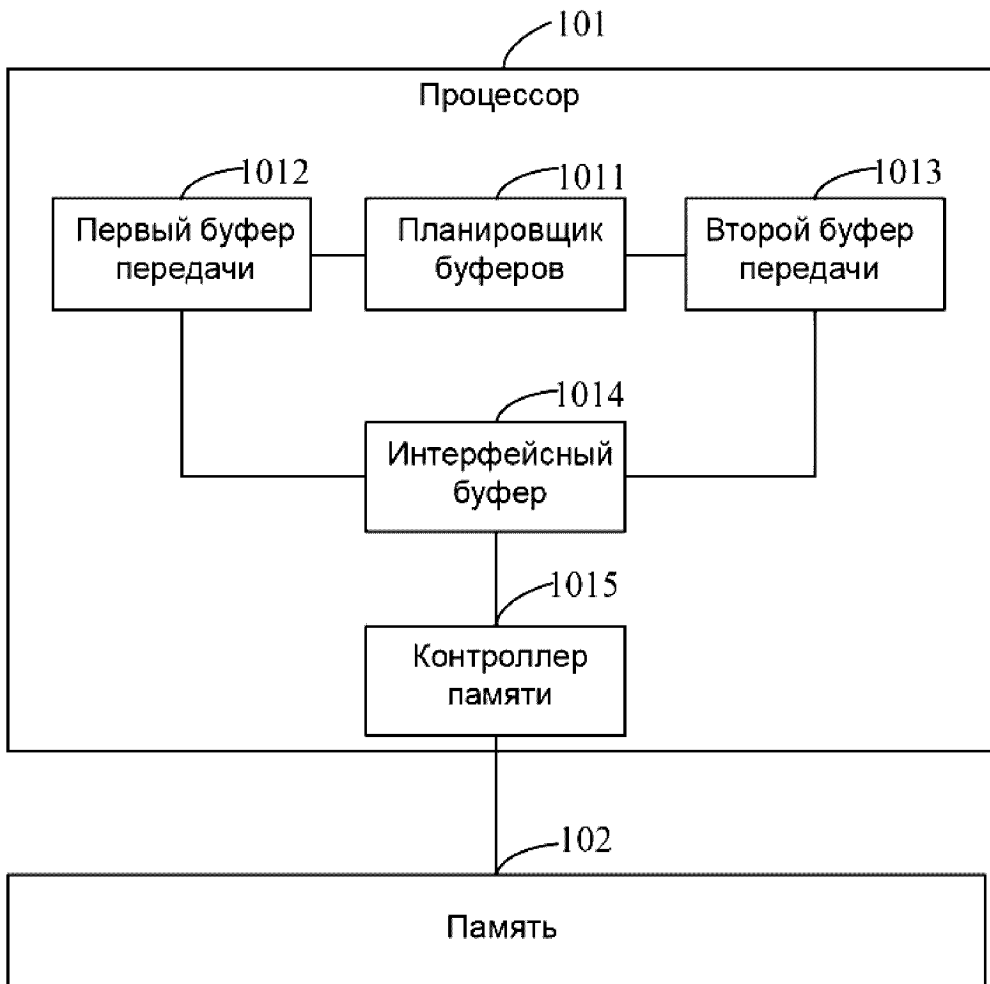 101
Процессор
1012
1011
1013
Первый буфер
передачи
Планировщик
буферов
Второй буфер
передачи
1014
Интерфейсный
буфер
1015
Контроллер
памяти
102
Память